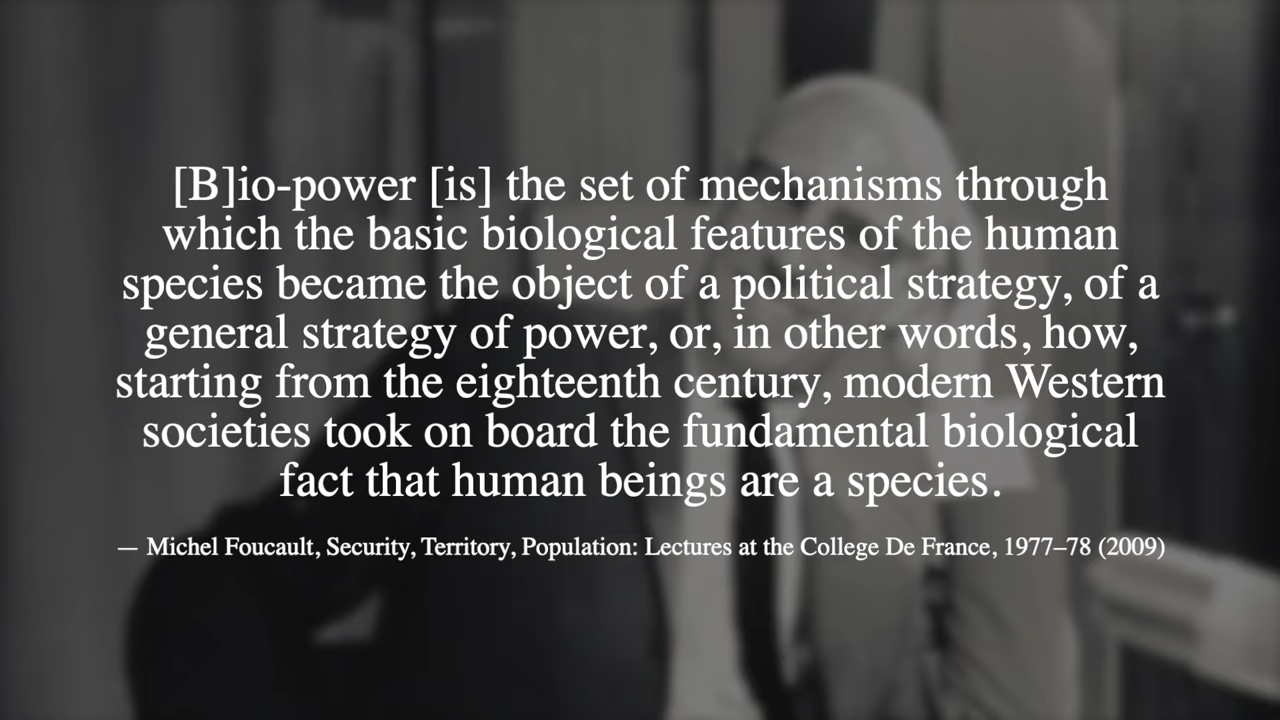 [B]io-power [is] the set of mechanisms through
which the basic biological features of the human
species became the object of a political strategy, of a
general strategy of power, or, in other words, how,
starting from the eighteenth century, modern Western
societies took on board the fundamental biological
fact that human beings are a species.
— Michel Foucault, Security, Territory, Population: Lectures at the College De France, 1977–78 (2009)